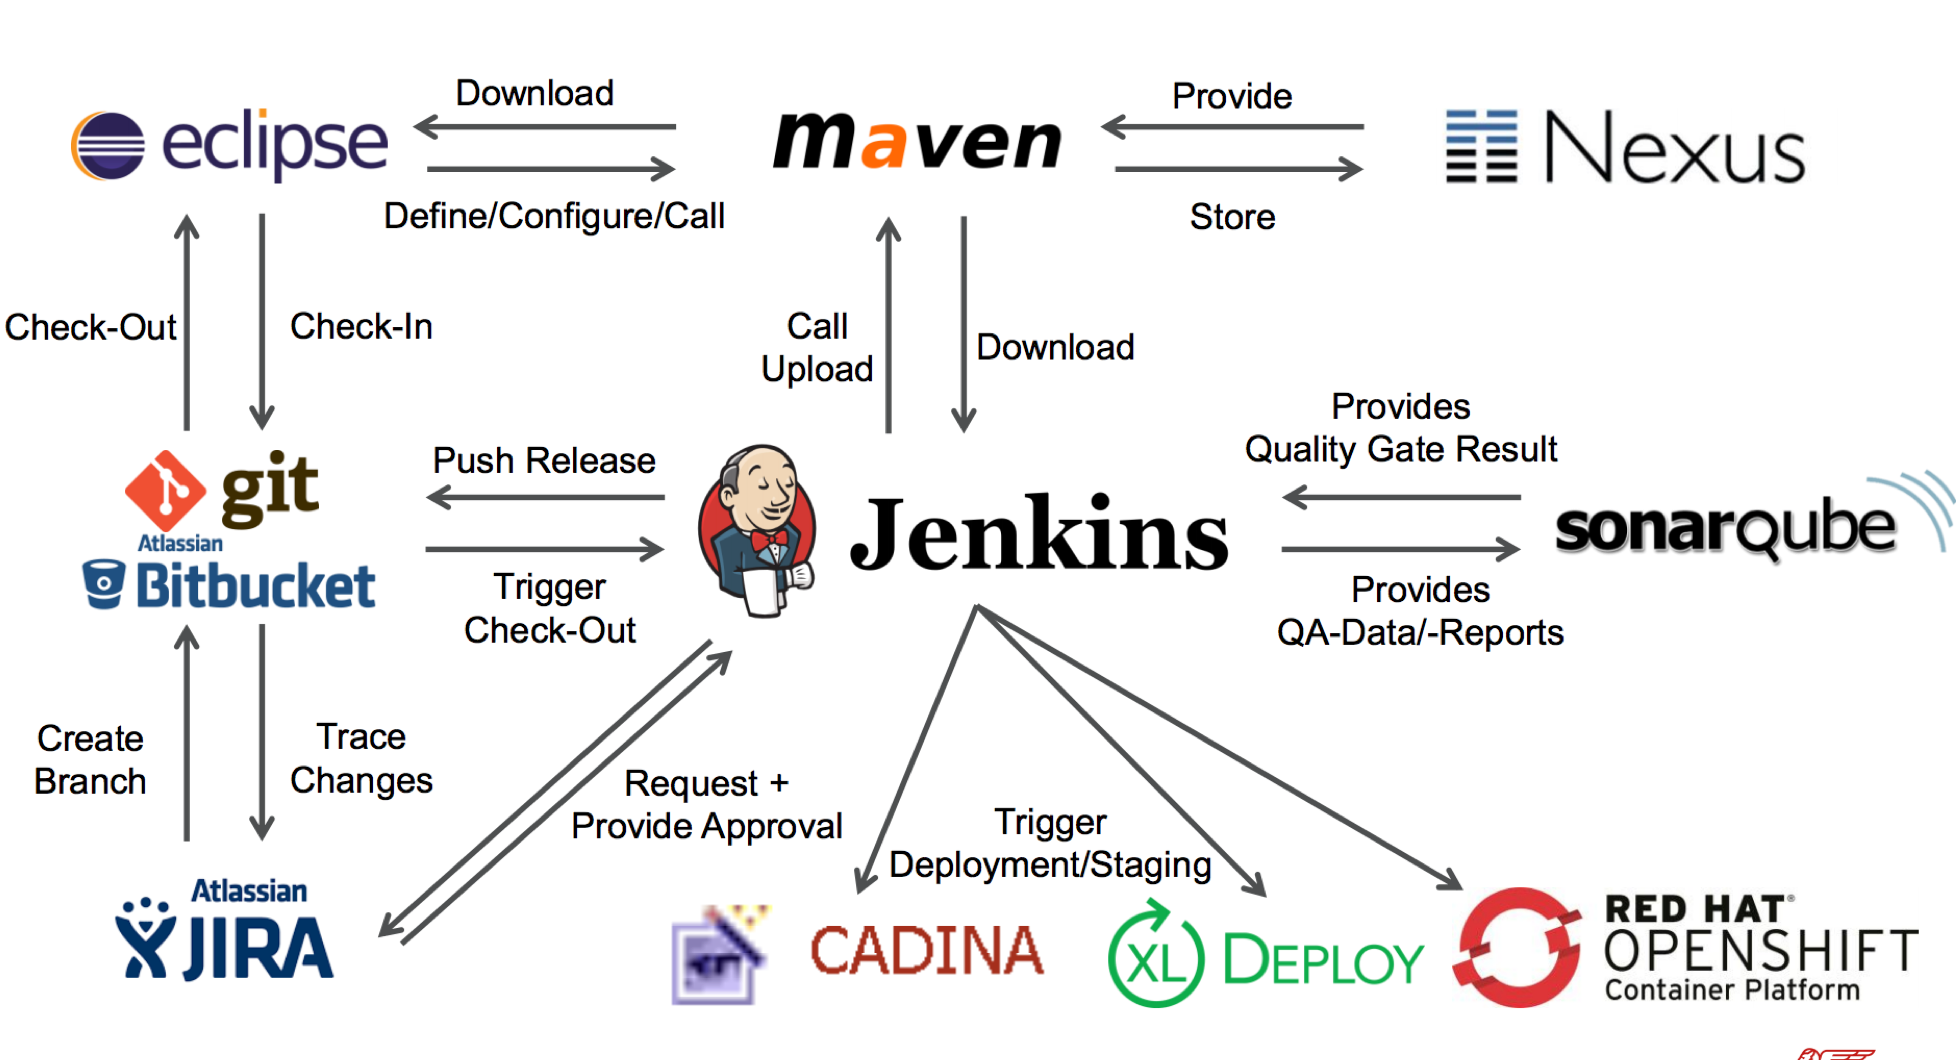 Download
Provide
eclipse
maven
Nexus
Define/Configure/Call
Store
Check-Out
Check-In
Call
Upload
Download
Provides
Quality Gate Result
Push Release
git
Atlassian
Bitbucket
Jenkins
sonarqube
Trigger
Check-Out
Provides
QA-Data/-Reports
Create
Branch
Trace
Changes
Request +
Provide Approval
Trigger
Deployment/Staging
Atlassian
JIRA
CADINA
XL DEPLOY
RED HAT®
OPENSHIFT
Container Platform